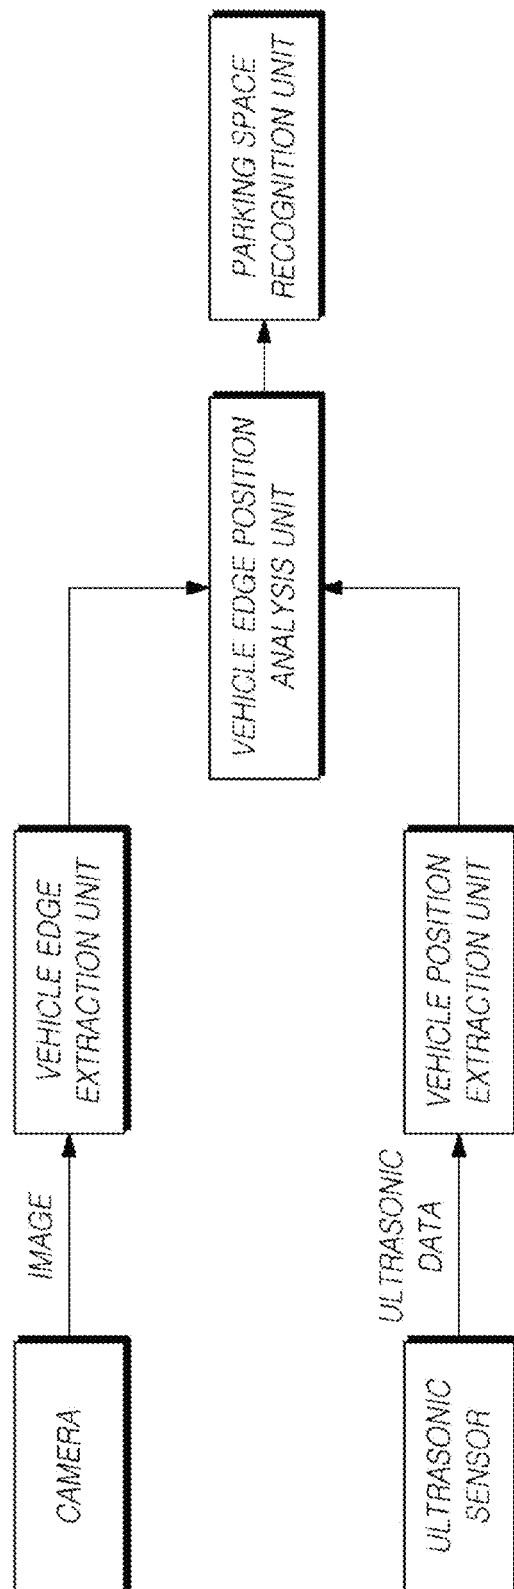 CAMERA
IMAGE
VEHICLE EDGE
EXTRACTION UNIT
ULTRASONIC
SENSOR
ULTRASONIC
DATA
VEHICLE POSITION
EXTRACTION UNIT
VEHICLE EDGE POSITION
ANALYSIS UNIT
PARKING SPACE
RECOGNITION UNIT